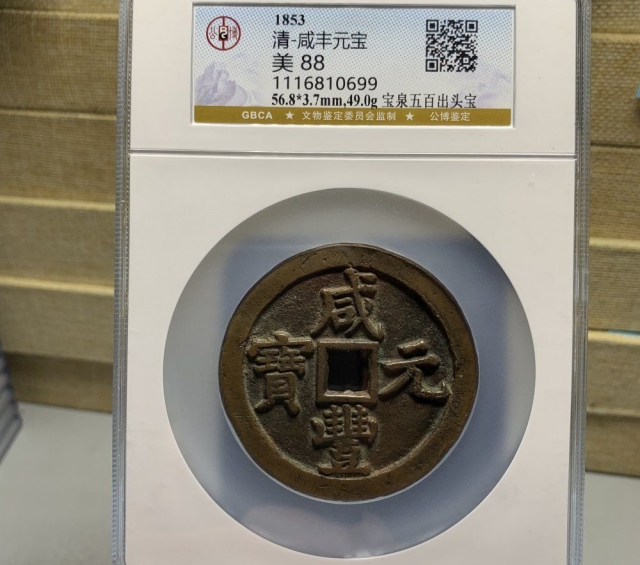 1853
清-咸丰元宝
美 88
1116810699
56.8*3.7mm,49.0g 宝泉五百出头宝
GBCA ★ 文物鉴定委员会监制 ★ 公博鉴定
咸
寶 元
豐